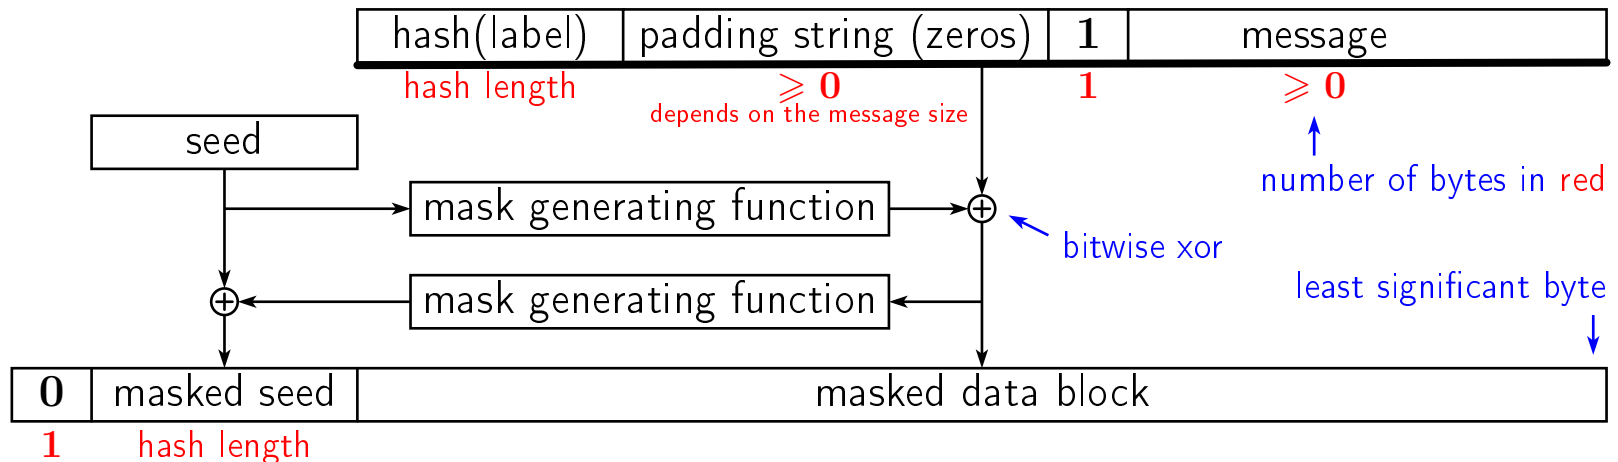 hash(label) padding string (zeros) 1 message
hash length ⩾ 0 1 ⩾ 0
depends on the message size
seed
number of bytes in red
mask generating function
bitwise xor
mask generating function
least significant byte
0 masked seed masked data block
1 hash length